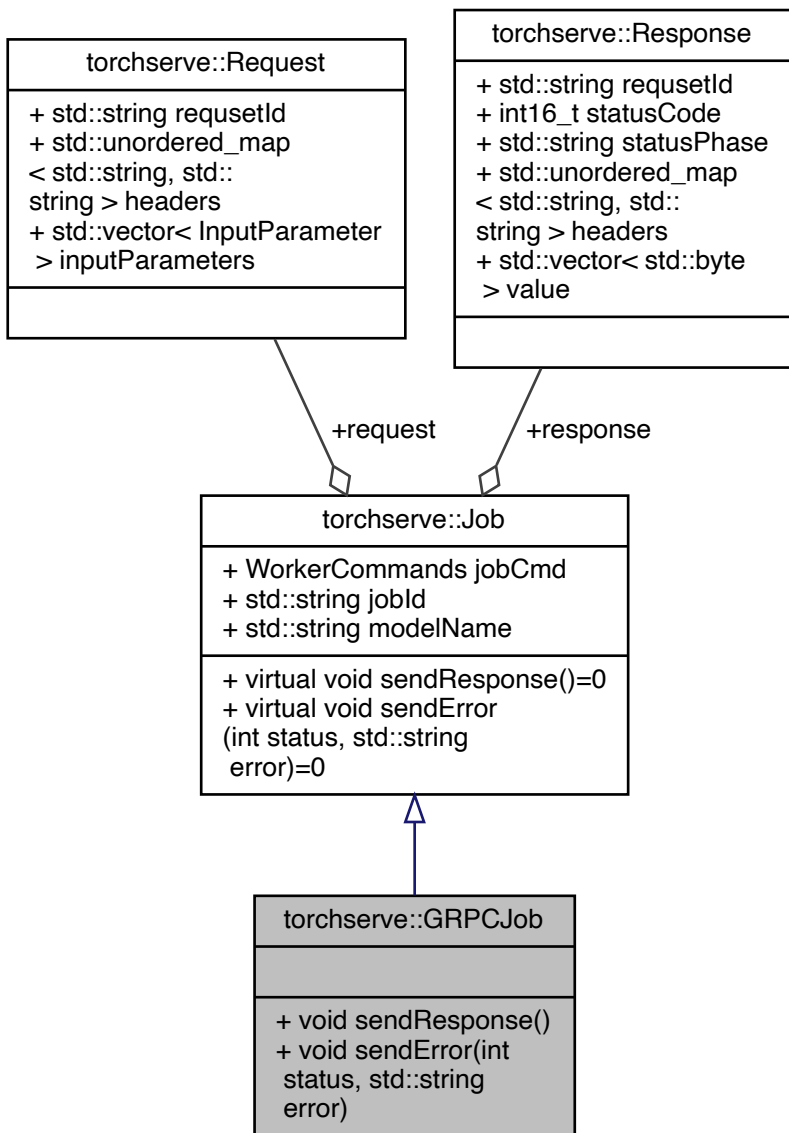 torchserve::Request
+ std::string requsetId
+ std::unordered_map
< std::string, std::
string > headers
+ std::vector< InputParameter
> inputParameters
torchserve::Response
+ std::string requsetId
+ int16_t statusCode
+ std::string statusPhase
+ std::unordered_map
< std::string, std::
string > headers
+ std::vector< std::byte
> value
+request
+response
torchserve::Job
+ WorkerCommands jobCmd
+ std::string jobId
+ std::string modelName
+ virtual void sendResponse()=0
+ virtual void sendError
(int status, std::string
error)=0
torchserve::GRPCJob
+ void sendResponse()
+ void sendError(int
status, std::string
error)